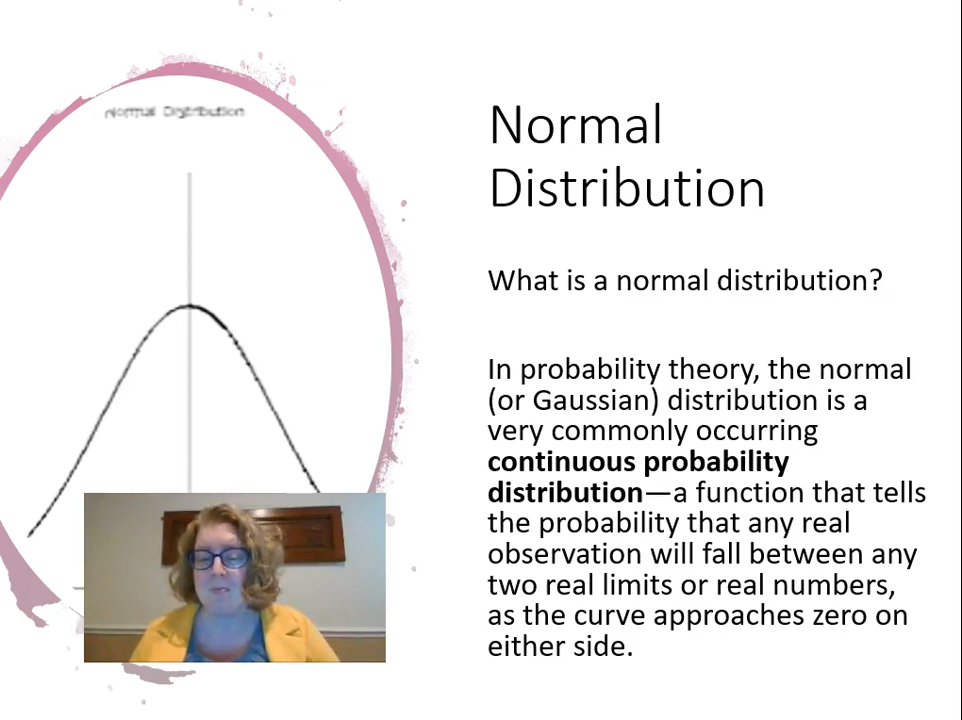 Normal Distribution
Normal
Distribution
What is a normal distribution?
In probability theory, the normal
(or Gaussian) distribution is a
very commonly occurring
continuous probability
distribution—a function that tells
the probability that any real
observation will fall between any
two real limits or real numbers,
as the curve approaches zero on
either side.